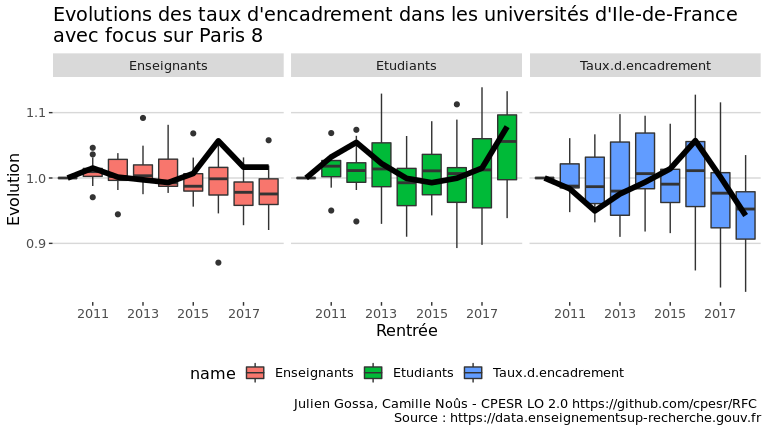 Evolutions des taux d'encadrement dans les universités d'Ile-de-France
avec focus sur Paris 8
Enseignants Etudiants Taux.d.encadrement
Evolution
1.1
1.0
0.9
2011 2013 2015 2017 2011 2013 2015 2017 2011 2013 2015 2017
Rentrée
name Enseignants Etudiants Taux.d.encadrement
Julien Gossa, Camille Noûs - CPESR LO 2.0 https://github.com/cpesr/RFC
Source : https://data.enseignementsup-recherche.gouv.fr